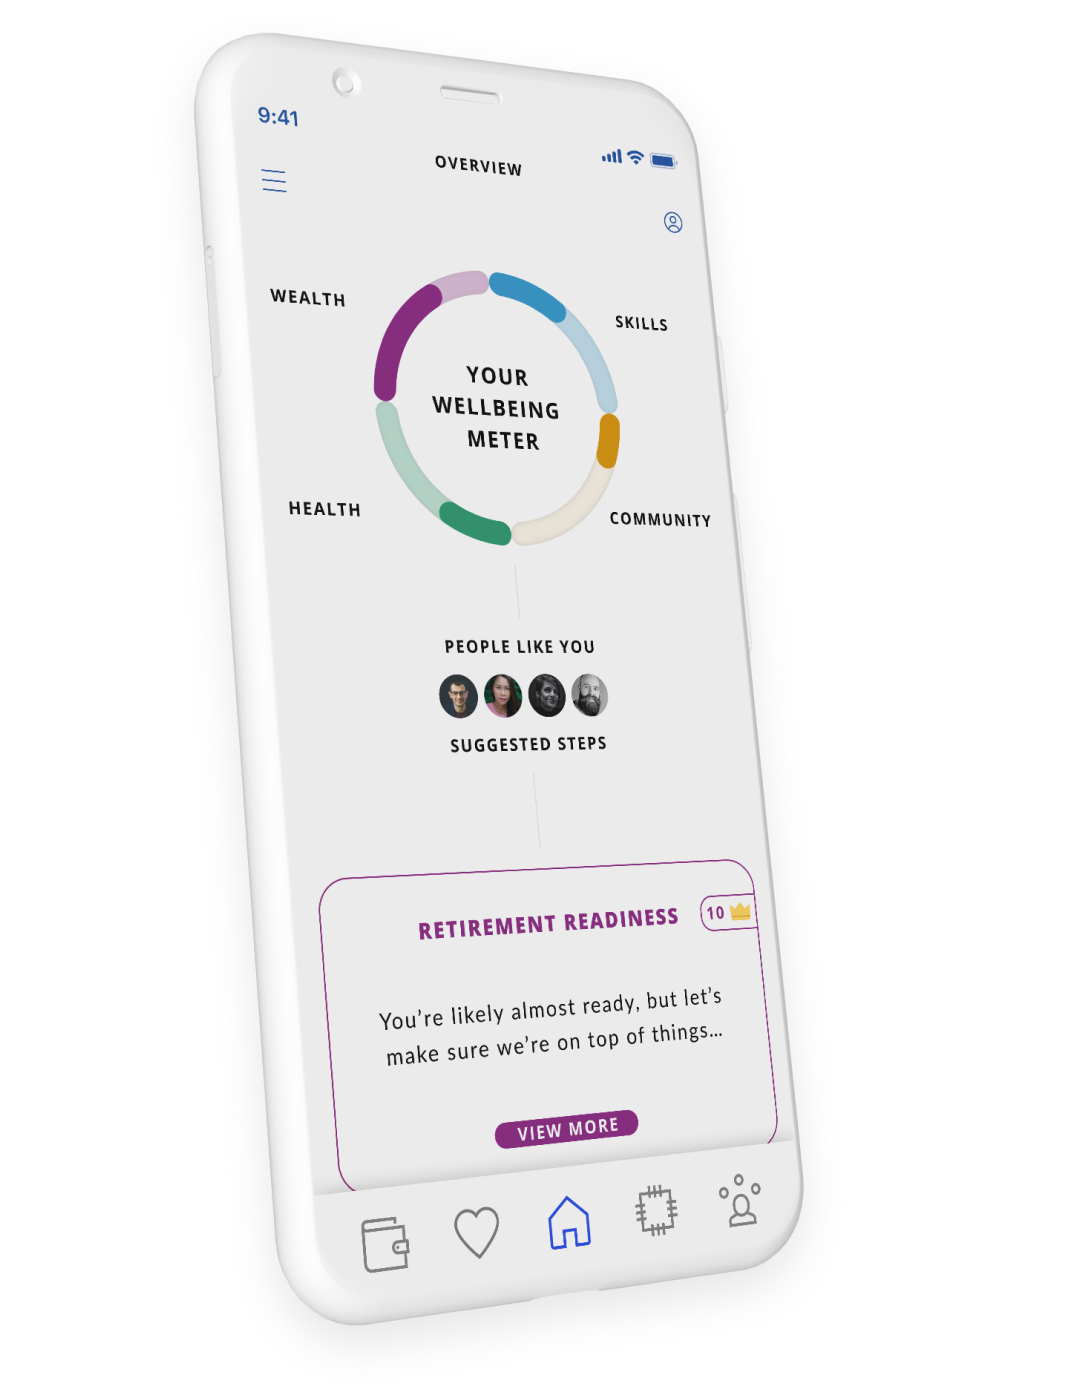 9:41
OVERVIEW
WEALTH
SKILLS
YOUR
WELLBEING
METER
HEALTH
COMMUNITY
PEOPLE LIKE YOU
SUGGESTED STEPS
RETIREMENT READINESS
10
You’re likely almost ready, but let’s
make sure we’re on top of things...
VIEW MORE